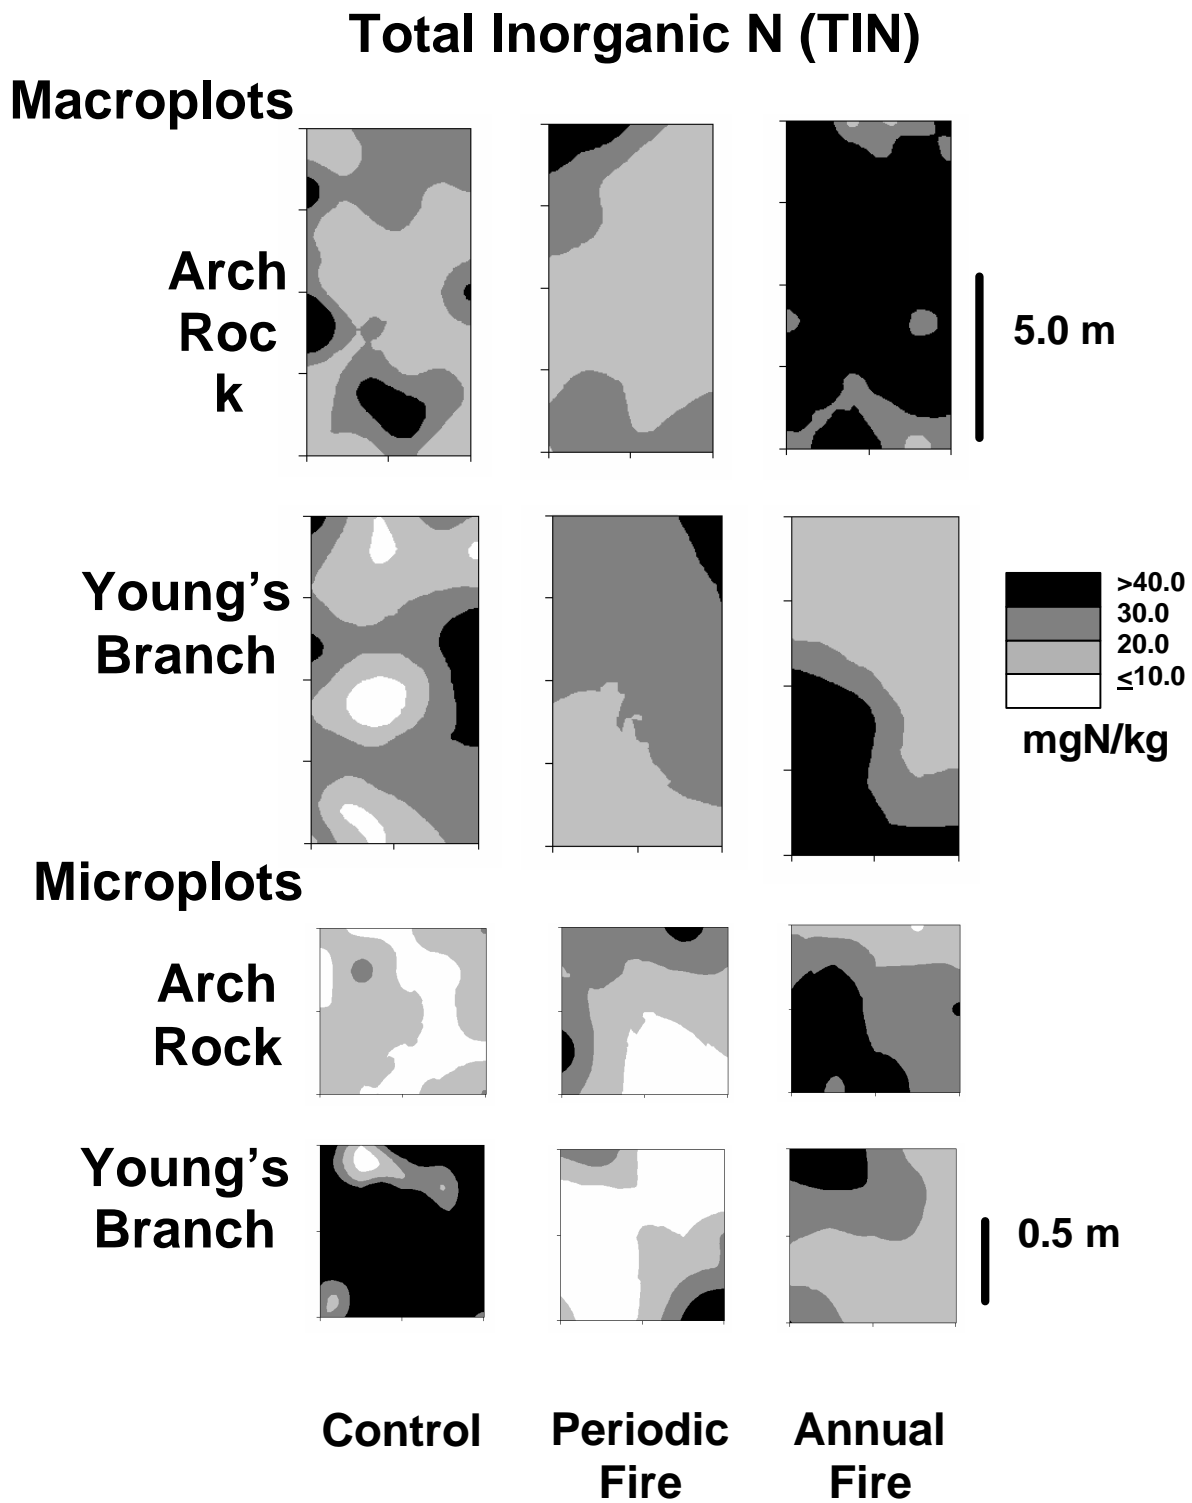 Total Inorganic N (TIN)
Macroplots
Arch
Roc
k
5.0 m
Young's
Branch
>40.0
30.0
20.0
≤10.0
mgN/kg
Microplots
Arch
Rock
Young's
Branch
0.5 m
Control
Periodic
Fire
Annual
Fire